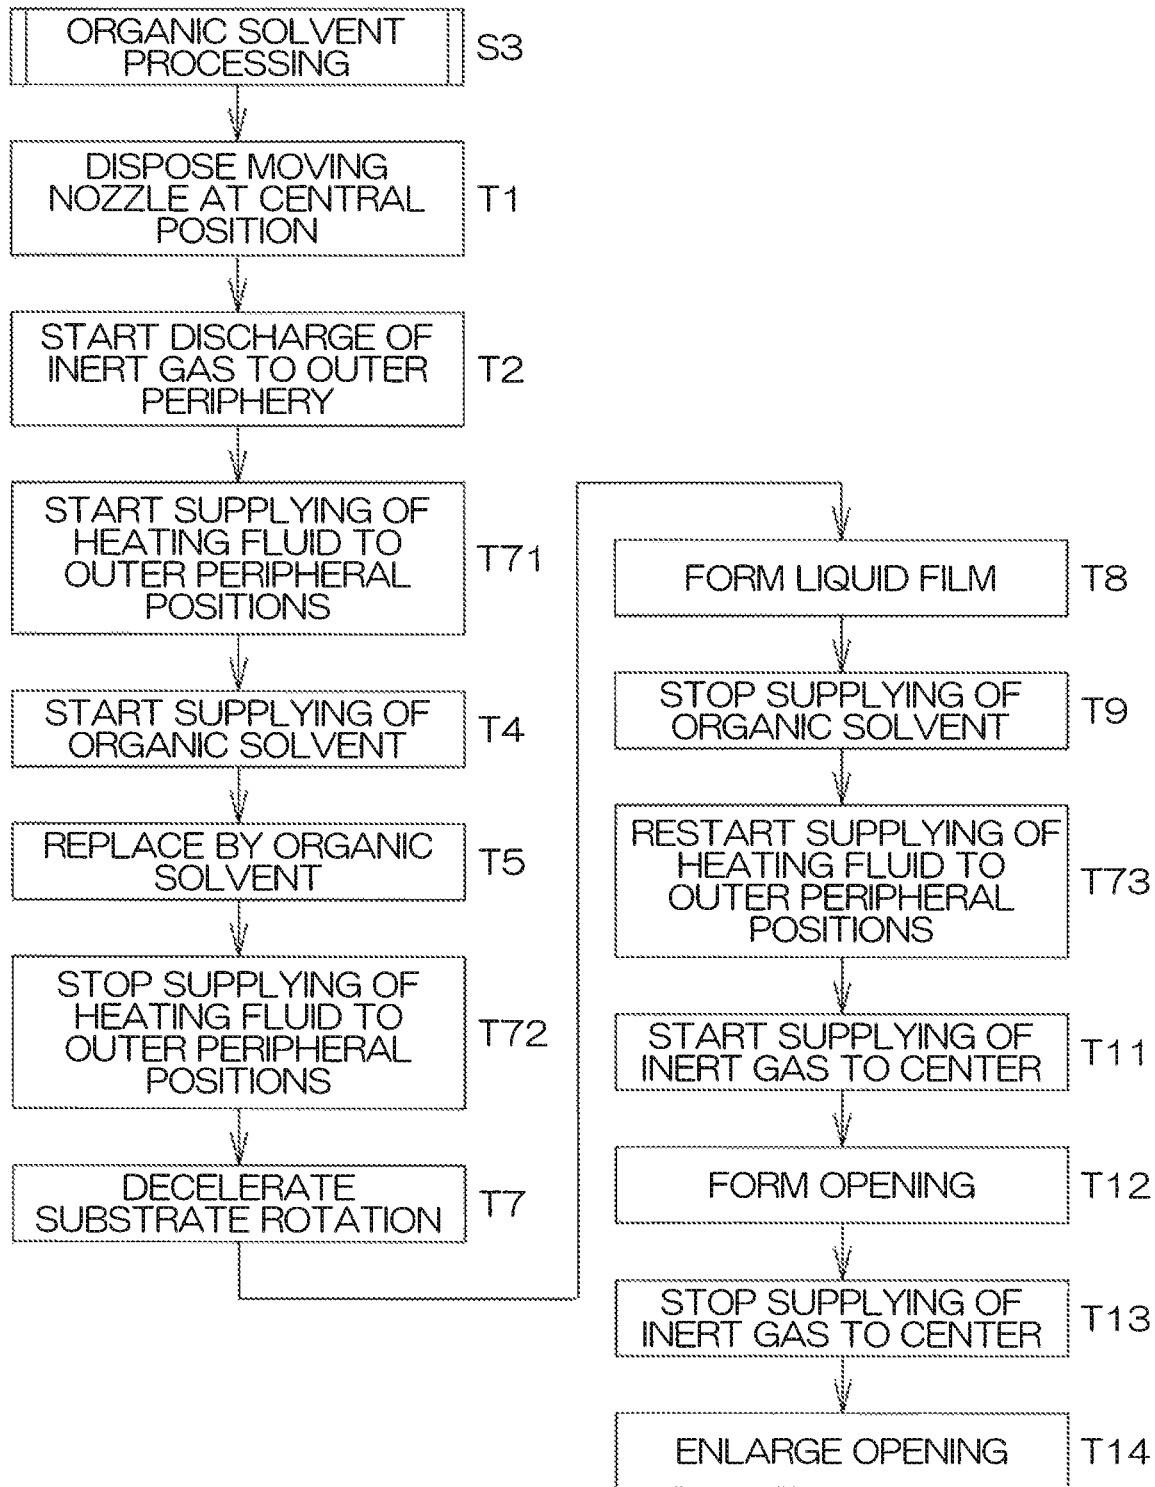 ORGANIC SOLVENT
PROCESSING
S3
DISPOSE MOVING
NOZZLE AT CENTRAL
POSITION
T1
START DISCHARGE OF
INERT GAS TO OUTER
PERIPHERY
T2
START SUPPLYING OF
HEATING FLUID TO
OUTER PERIPHERAL
POSITIONS
T71
START SUPPLYING OF
ORGANIC SOLVENT
T4
REPLACE BY ORGANIC
SOLVENT
T5
STOP SUPPLYING OF
HEATING FLUID TO
OUTER PERIPHERAL
POSITIONS
T72
DECELERATE
SUBSTRATE ROTATION
T7
FORM LIQUID FILM
T8
STOP SUPPLYING OF
ORGANIC SOLVENT
T9
RESTART SUPPLYING OF
HEATING FLUID TO
OUTER PERIPHERAL
POSITIONS
T73
START SUPPLYING OF
INERT GAS TO CENTER
T11
FORM OPENING
T12
STOP SUPPLYING OF
INERT GAS TO CENTER
T13
ENLARGE OPENING
T14